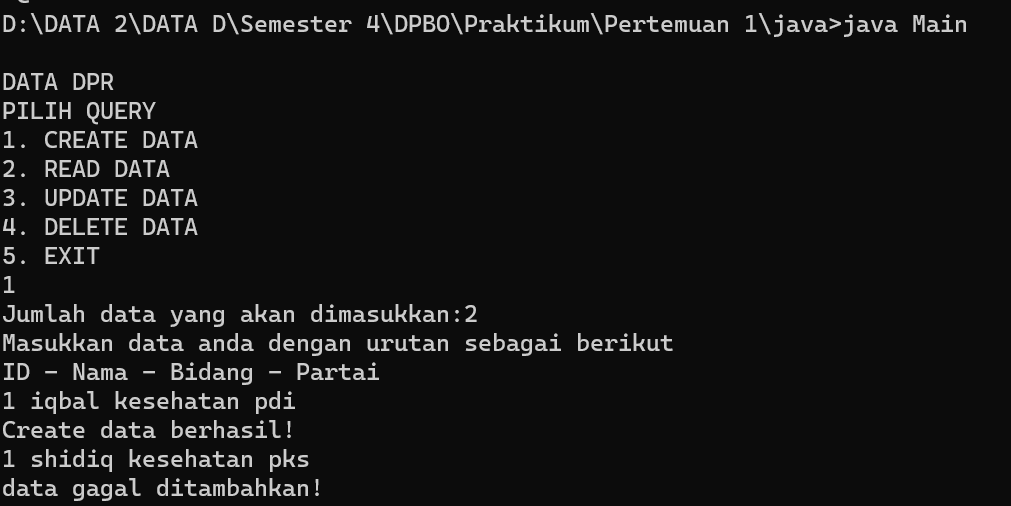 D:\DATA 2\DATA D\Semester 4\DPBO\Praktikum\Pertemuan 1\java>java Main
DATA DPR
PILIH QUERY
1. CREATE DATA
2. READ DATA
3. UPDATE DATA
4. DELETE DATA
5. EXIT
1
Jumlah data yang akan dimasukkan:2
Masukkan data anda dengan urutan sebagai berikut
ID - Nama - Bidang - Partai
1 iqbal kesehatan pdi
Create data berhasil!
1 shidiq kesehatan pks
data gagal ditambahkan!